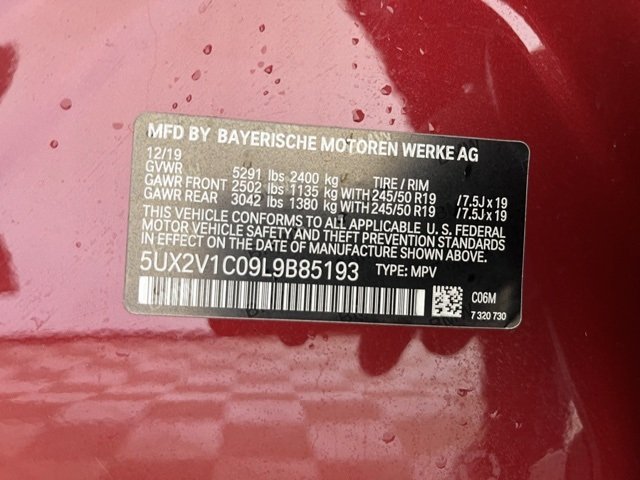 MFD BY BAYERISCHE MOTOREN WERKE AG
12/19
GVWR 5291 lbs 2400 kg TIRE / RIM
GAWR FRONT 2502 lbs 1135 kg WITH 245/50 R19 / 7.5J x 19
GAWR REAR 3042 lbs 1380 kg WITH 245/50 R19 / 7.5J x 19
THIS VEHICLE CONFORMS TO ALL APPLICABLE U. S. FEDERAL
MOTOR VEHICLE SAFETY AND THEFT PREVENTION STANDARDS
IN EFFECT ON THE DATE OF MANUFACTURE SHOWN ABOVE.
5UX2V1C09L9B85193 TYPE: MPV
C06M
7 320 730